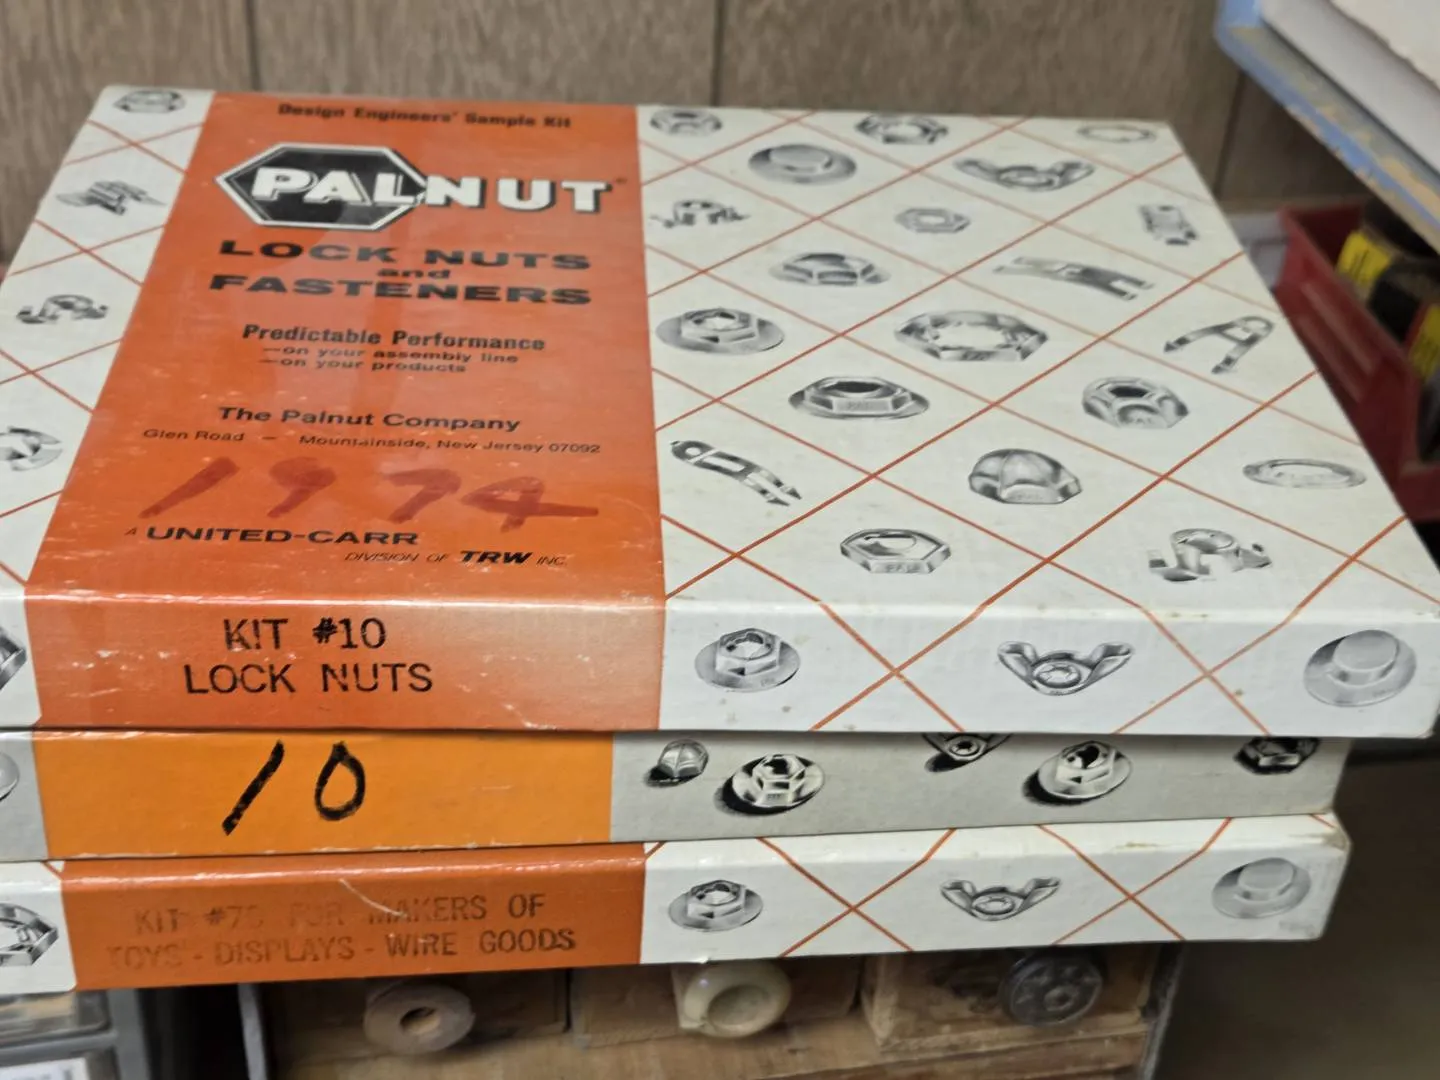 Design Engineers' Sample Kit
PALNUT
LOCK NUTS
and
FASTENERS
Predictable Performance
—on your assembly line
—on your products
The Palnut Company
Glen Road — Mountainside, New Jersey 07092
1974
A UNITED-CARR
DIVISION OF TRW INC.
KIT #10
LOCK NUTS
10
KIT FOR MAKERS OF
TOYS - DISPLAYS - WIRE GOODS